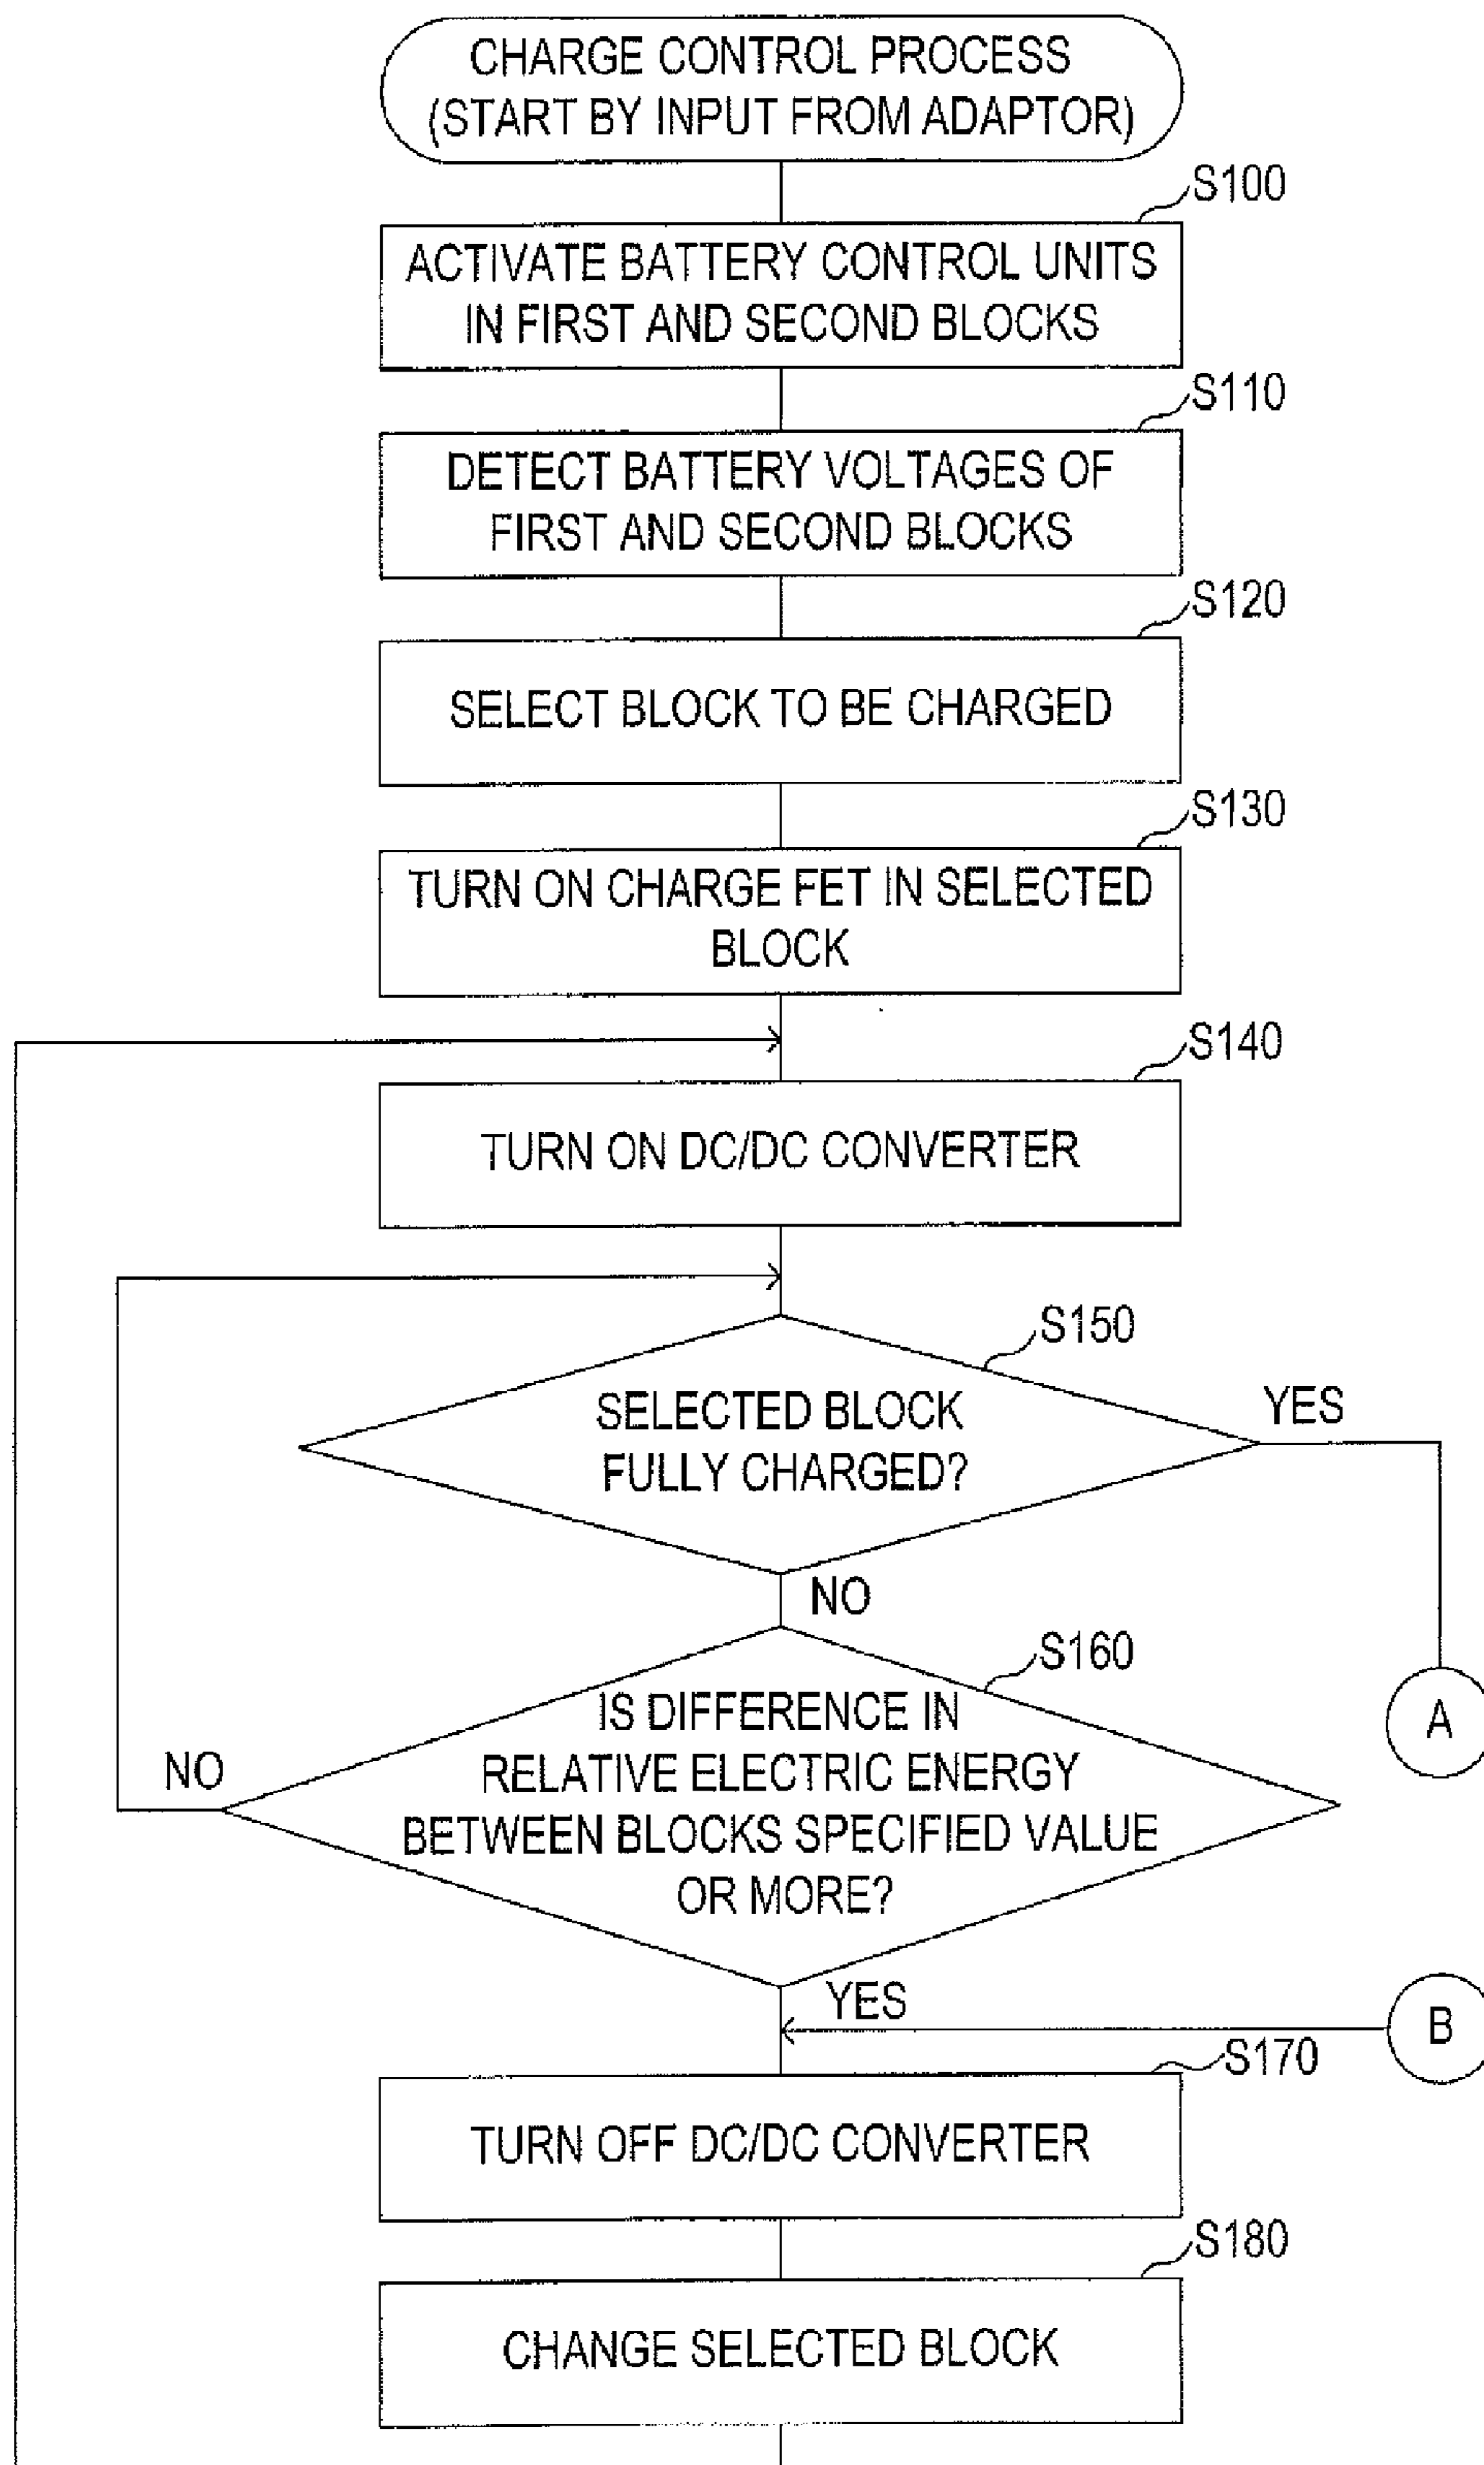 CHARGE CONTROL PROCESS
(START BY INPUT FROM ADAPTOR)
S100
ACTIVATE BATTERY CONTROL UNITS
IN FIRST AND SECOND BLOCKS
S110
DETECT BATTERY VOLTAGES OF
FIRST AND SECOND BLOCKS
S120
SELECT BLOCK TO BE CHARGED
S130
TURN ON CHARGE FET IN SELECTED
BLOCK
S140
TURN ON DC/DC CONVERTER
S150
SELECTED BLOCK
FULLY CHARGED?
YES
NO
S160
IS DIFFERENCE IN
RELATIVE ELECTRIC ENERGY
BETWEEN BLOCKS SPECIFIED VALUE
OR MORE?
NO
A
YES
B
S170
TURN OFF DC/DC CONVERTER
S180
CHANGE SELECTED BLOCK